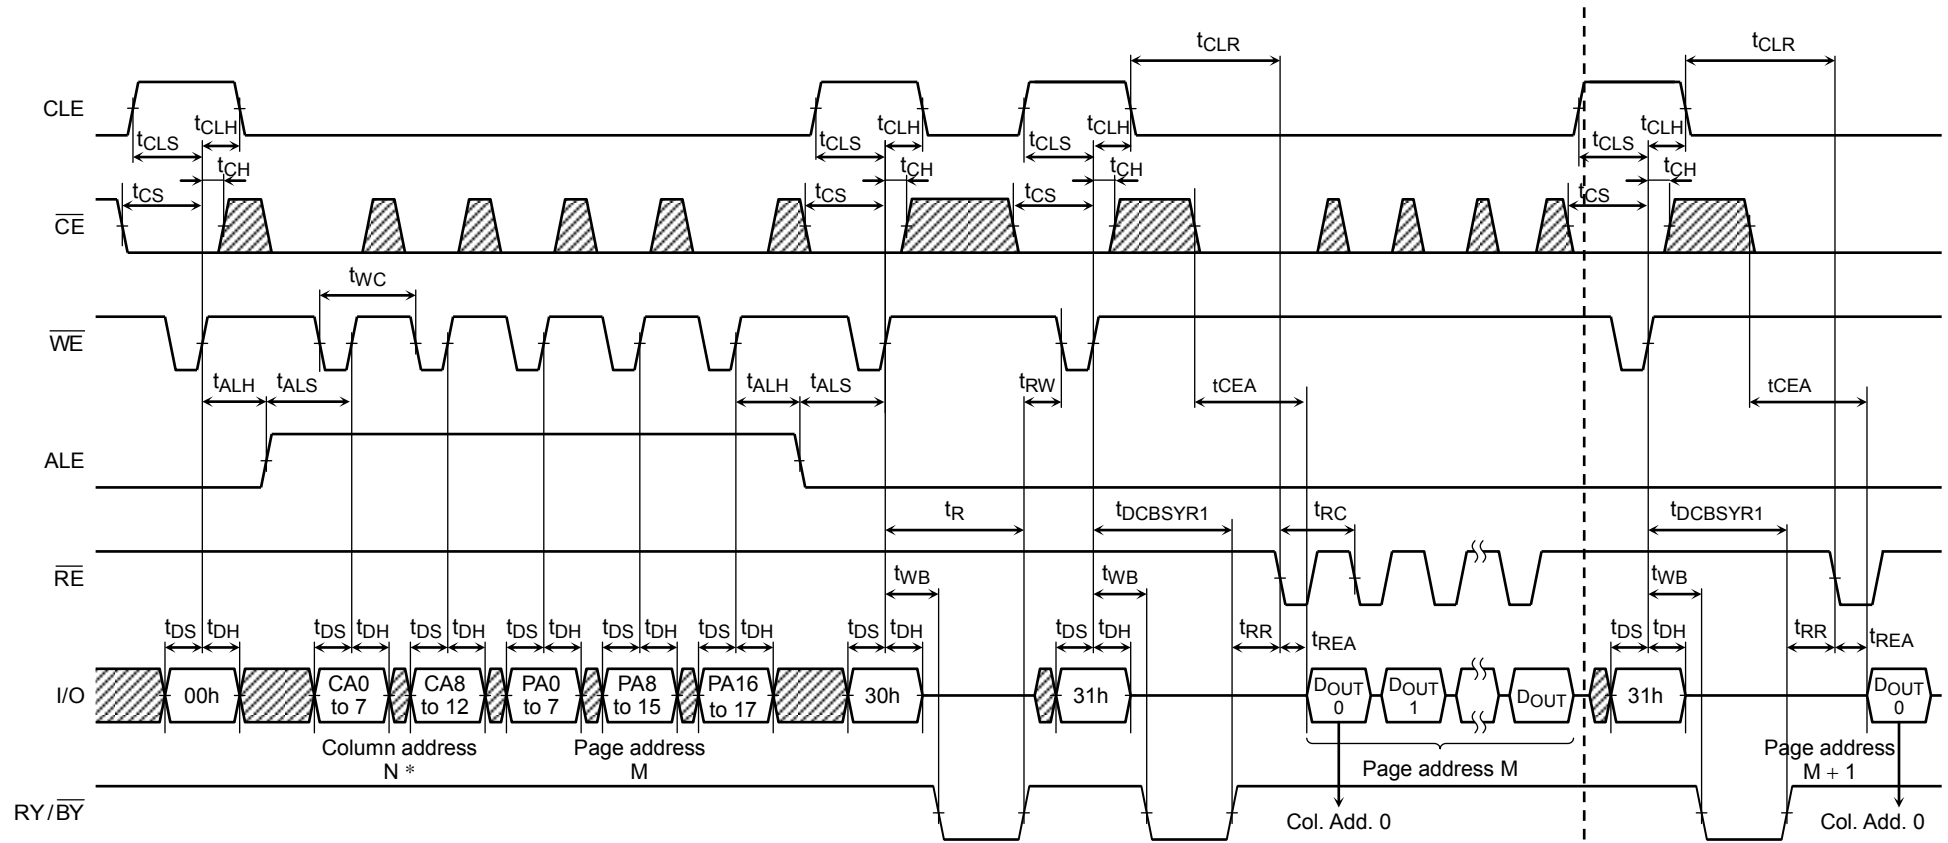 tCLR tCLR
CLE
tCLS tCLH tCLS tCLH tCLS tCLH tCLS tCLH
tCS tCH tCS tCH tCS tCH tCS tCH
CE
tWC
WE
tALH tALS tALH tALS tRW tCEA tCEA
ALE
tR tDCBSYR1 tRC tDCBSYR1
RE
tWB tWB tWB
tDS tDH tDS tDH tDS tDH tDS tDH tDS tDH tDS tDH tDS tDH tDS tDH tRR tREA tDS tDH tRR tREA
I/O
00h
CA0
to 7
CA8
to 12
PA0
to 7
PA8
to 15
PA16
to 17
30h
31h
DOUT
0
DOUT
1
DOUT
31h
DOUT
0
Column address
N *
Page address
M
Page address M
Page address
M + 1
RY/BY
Col. Add. 0
Col. Add. 0